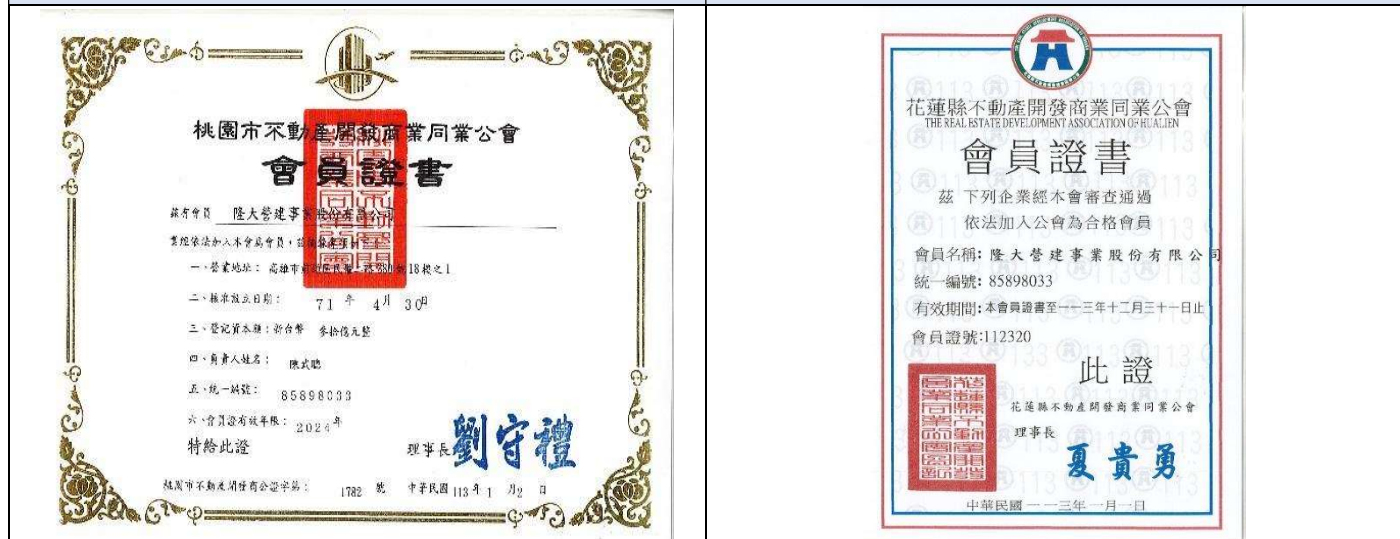 桃園市不動產開發商業同業公會
會員證書
茲有會員 隆大營建事業股份有限公司
業經依法加入本會為會員,茲將
一、營業地址: 高雄市 18樓之1
二、核准設立日期: 71 年 4月 30日
三、登記資本額:新台幣 參拾億元整
四、負責人姓名: 陳武聰
五、統一編號: 85898033
六、會員證有效年限: 2024年
特給此證
理事長 劉守禮
桃園市不動產開發商公證字第: 1782 號 中華民國 113 年 1 月 2 日
花蓮縣不動產開發商業同業公會
THE REAL ESTATE DEVELOPMENT ASSOCIATION OF HUALIEN
會員證書
茲 下列企業經本會審查通過
依法加入公會為合格會員
會員名稱: 隆大營建事業股份有限公司
統一編號: 85898033
有效期間: 本會員證書至一一三年十二月三十一日止
會員證號:112320
此證
花蓮縣不動產開發商業同業公會
理事長
夏貴勇
中華民國一一三年一月一日